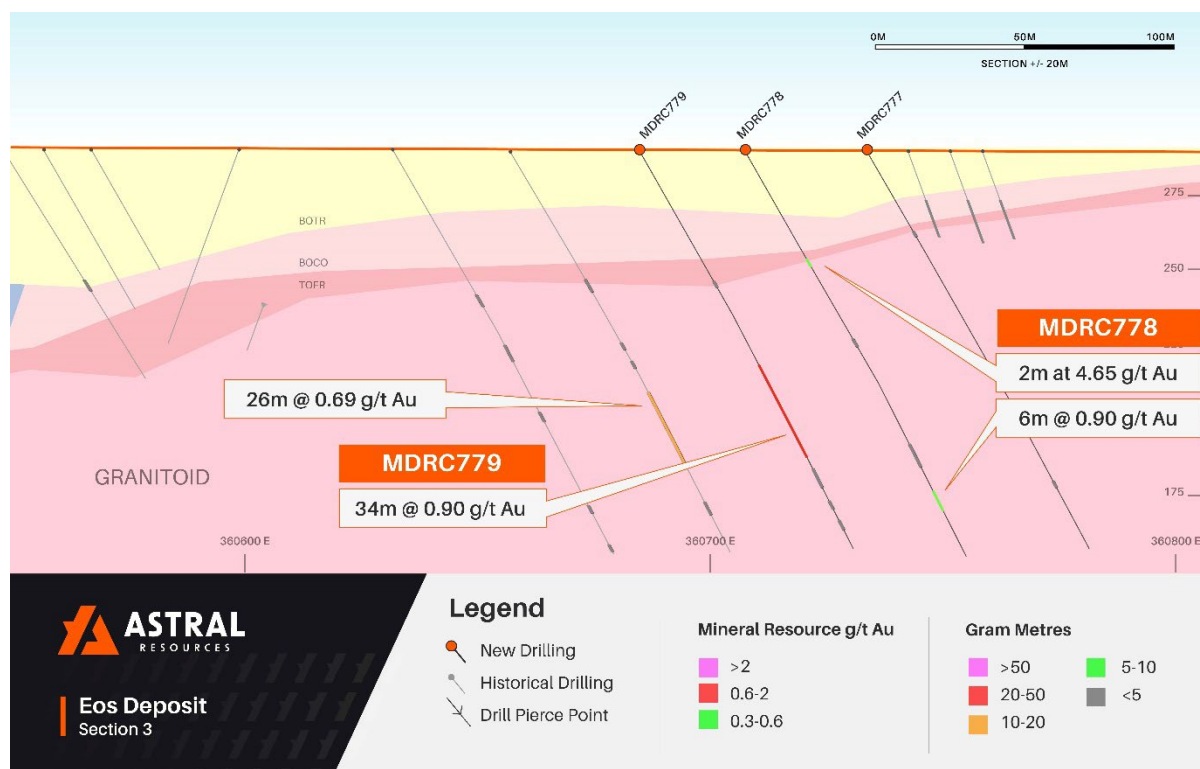 0M 50M 100M
SECTION +/- 20M
MDRC779
MDRC778
MDRC777
275
BOTR
BOCO
250
TOFR
MDRC778
2m at 4.65 g/t Au
26m @ 0.69 g/t Au
6m @ 0.90 g/t Au
MDRC779
GRANITOID
34m @ 0.90 g/t Au
175
360600 E 360700 E 360800 E
ASTRAL
RESOURCES
Eos Deposit
Section 3
Legend
New Drilling
Historical Drilling
Drill Pierce Point
Mineral Resource g/t Au
>2
0.6-2
0.3-0.6
Gram Metres
>50
20-50
10-20
5-10
<5